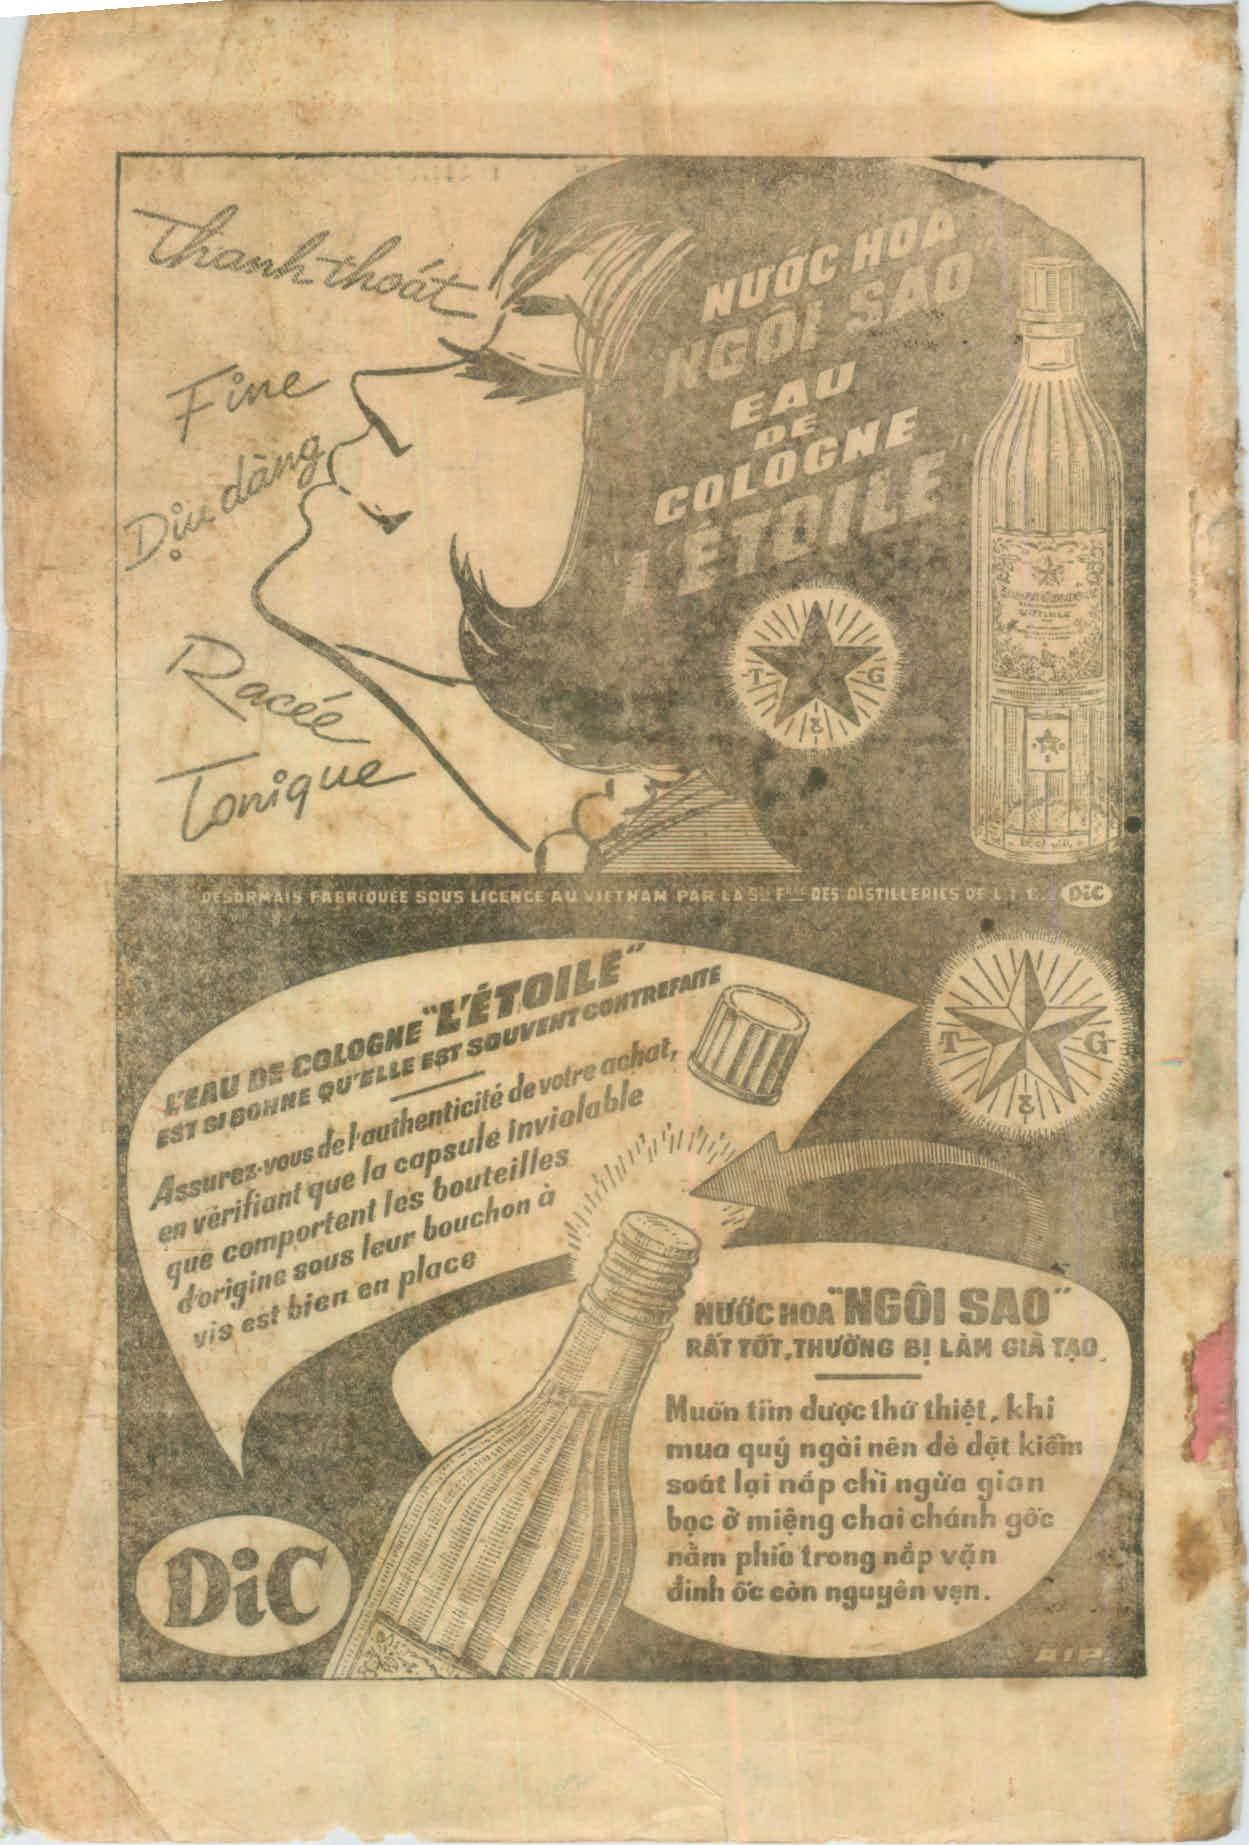 Thanh-thoát
Fine
Dịu dàng
Racée
Tonique
NƯỚC HOA
NGÔI SAO
EAU
DE
COLOGNE
L'ÉTOILE
T G
DESORMAIS FABRIQUÉE SOUS LICENCE AU VIETNAM PAR LA DES DISTILLERIES DE DiC
L'EAU DE COLOGNE "L'ÉTOILE"
EST SI BONNE QU'ELLE EST SOUVENT CONTREFAITE
Assurez-vous de l'authenticité de votre achat,
en vérifiant que la capsule inviolable
que comportent les bouteilles
d'origine sous leur bouchon à
vis est bien en place
T G
NƯỚC HOA "NGÔI SAO"
RẤT TỐT, THƯỜNG BỊ LÀM GIẢ TẠO.
Muốn tìm được thứ thiệt, khi
mua quý ngài nên dè dặt kiểm
soát lại nắp chì ngừa gian
bọc ở miệng chai chánh gốc
nằm phía trong nắp vặn
đinh ốc còn nguyên vẹn.
DiC
AIP